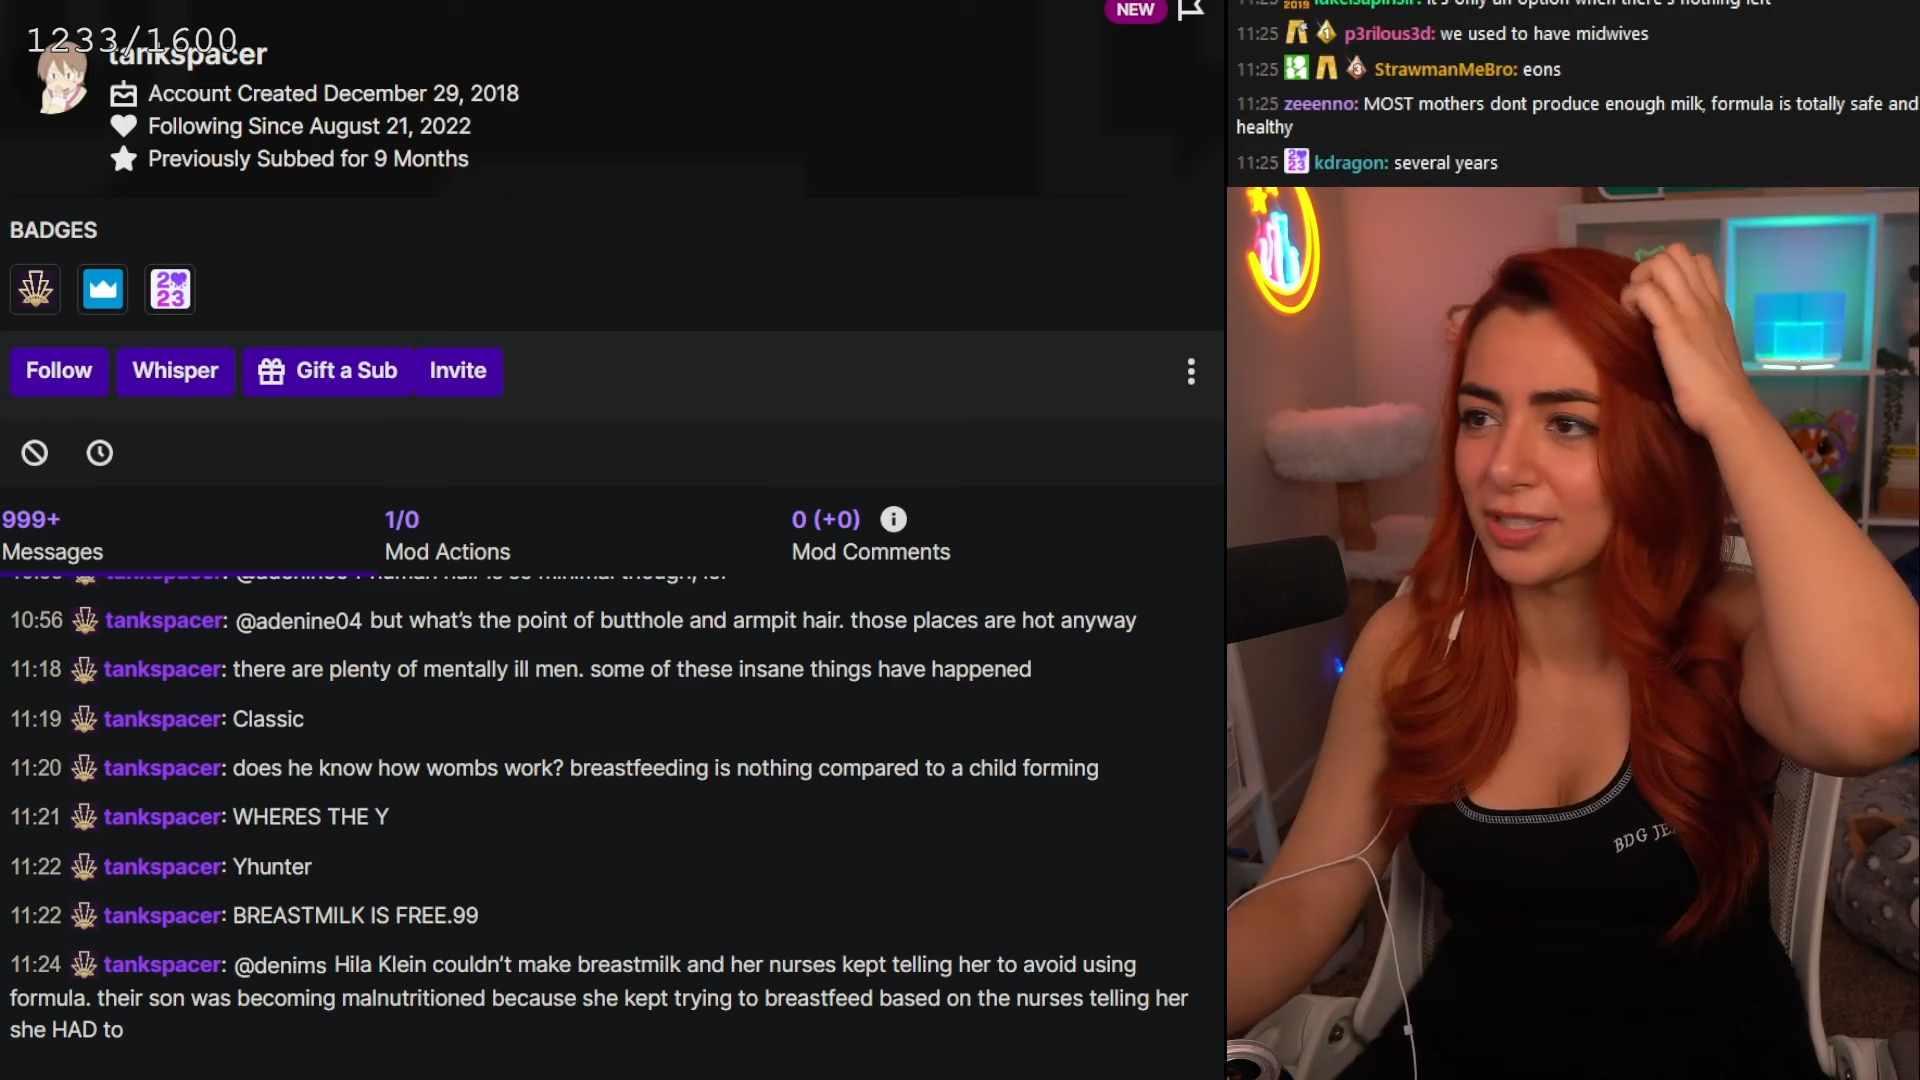 1233/1600
tankspacer
Account Created December 29, 2018
Following Since August 21, 2022
Previously Subbed for 9 Months
NEW
BADGES
2 23
Follow Whisper Gift a Sub Invite
999+ 1/0 0 (+0)
Messages Mod Actions Mod Comments
10:56 tankspacer: @adenine04 but what's the point of butthole and armpit hair. those places are hot anyway
11:18 tankspacer: there are plenty of mentally ill men. some of these insane things have happened
11:19 tankspacer: Classic
11:20 tankspacer: does he know how wombs work? breastfeeding is nothing compared to a child forming
11:21 tankspacer: WHERES THE Y
11:22 tankspacer: Yhunter
11:22 tankspacer: BREASTMILK IS FREE.99
11:24 tankspacer: @denims Hila Klein couldn't make breastmilk and her nurses kept telling her to avoid using
formula. their son was becoming malnutritioned because she kept trying to breastfeed based on the nurses telling her
she HAD to
11:25 p3rilous3d: we used to have midwives
11:25 StrawmanMeBro: eons
11:25 zeeenno: MOST mothers dont produce enough milk, formula is totally safe and
healthy
11:25 kdragon: several years
BDG JE